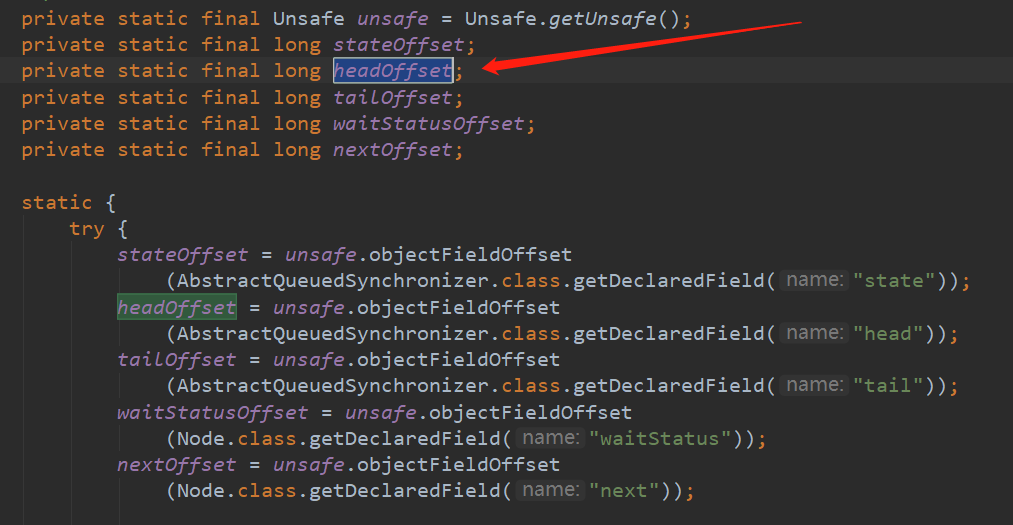 private static final Unsafe unsafe = Unsafe.getUnsafe();
private static final long stateOffset;
private static final long headOffset;
private static final long tailOffset;
private static final long waitStatusOffset;
private static final long nextOffset;
static {
try {
stateOffset = unsafe.objectFieldOffset
(AbstractQueuedSynchronizer.class.getDeclaredField( name: "state"));
headOffset = unsafe.objectFieldOffset
(AbstractQueuedSynchronizer.class.getDeclaredField( name: "head"));
tailOffset = unsafe.objectFieldOffset
(AbstractQueuedSynchronizer.class.getDeclaredField( name: "tail"));
waitStatusOffset = unsafe.objectFieldOffset
(Node.class.getDeclaredField( name: "waitStatus"));
nextOffset = unsafe.objectFieldOffset
(Node.class.getDeclaredField( name: "next"));